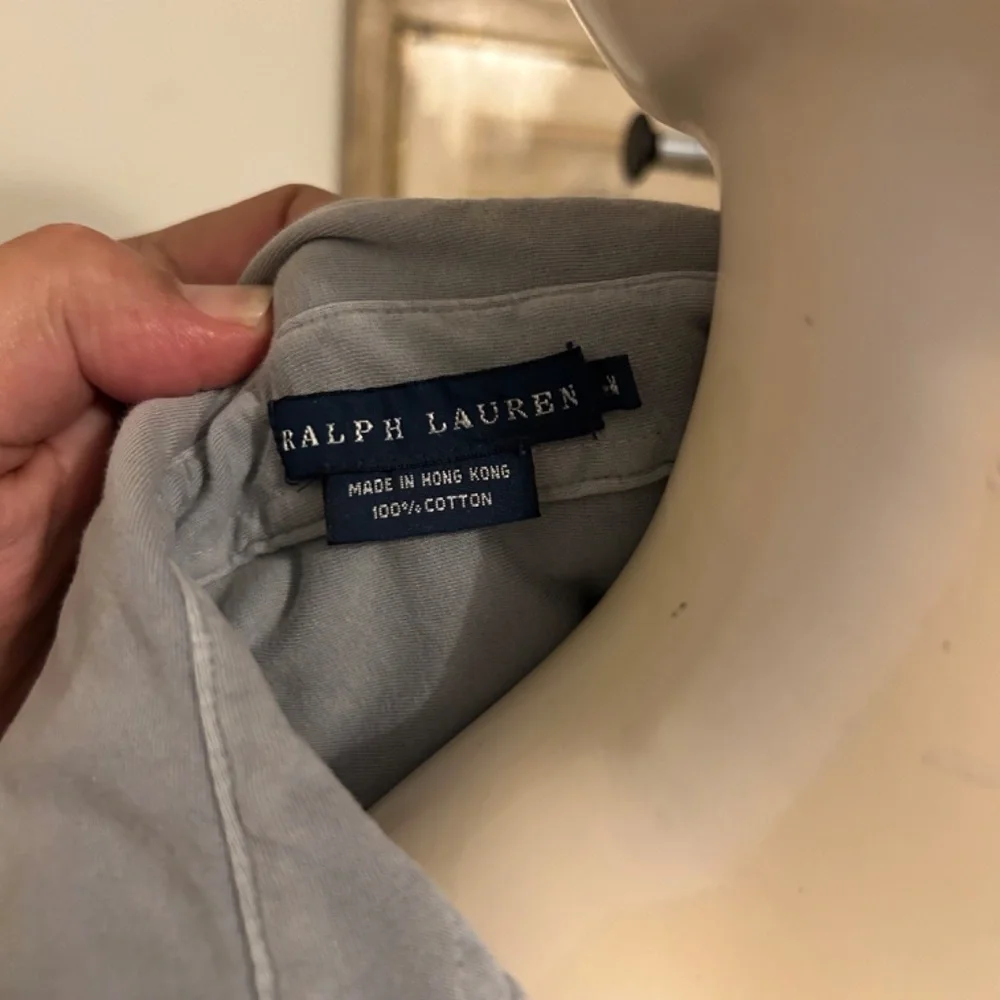 RALPH LAUREN
MADE IN HONG KONG
100% COTTON